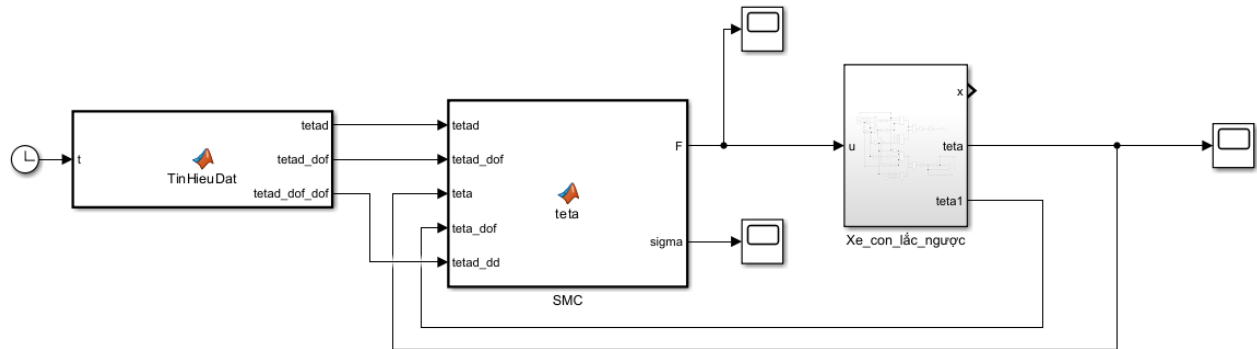 t
tetad
tetad_dof
tetad_dof_dof
TinHieuDat
tetad
tetad_dof
teta
teta_dof
tetad_dd
F
sigma
teta
SMC
u
x
teta
teta1
Xe_con_lắc_ngược